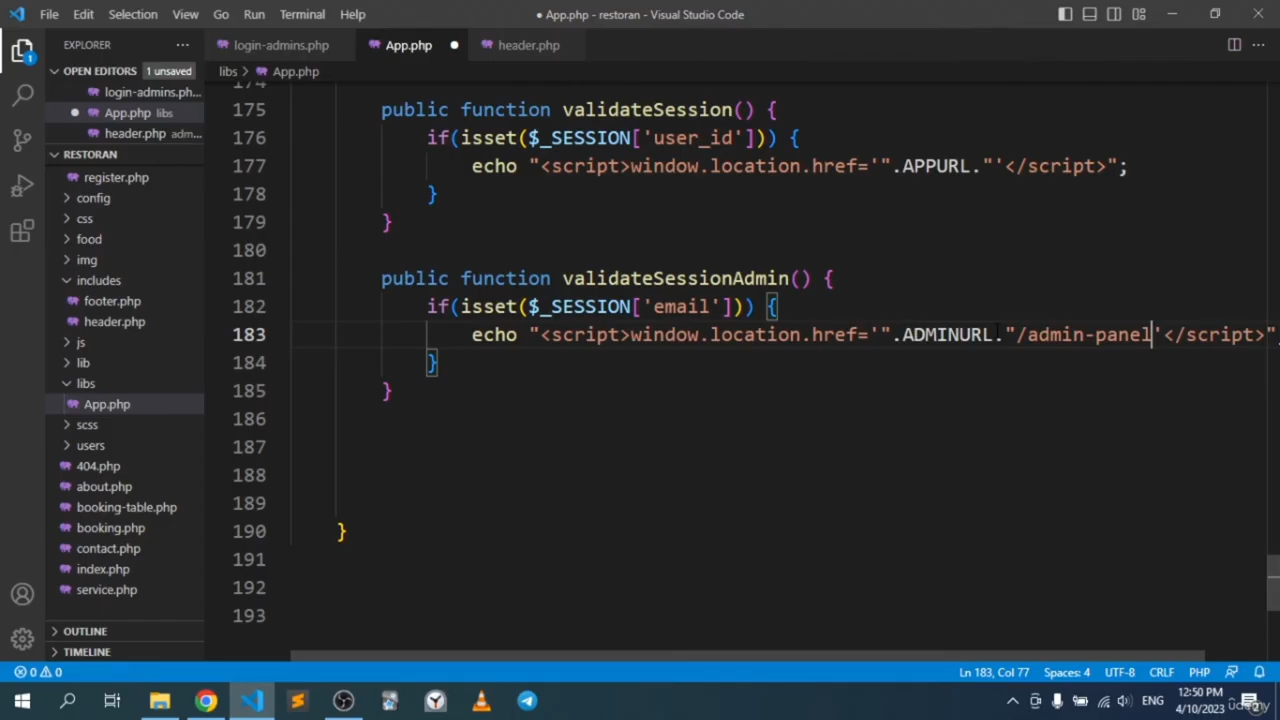 File Edit Selection View Go Run Terminal Help
● App.php - restoran - Visual Studio Code
EXPLORER
login-admins.php
App.php
header.php
OPEN EDITORS 1 unsaved
libs > App.php
login-admins.ph...
App.php libs
header.php adm...
RESTORAN
register.php
config
css
food
img
includes
footer.php
header.php
js
lib
libs
App.php
scss
users
404.php
about.php
booking-table.php
booking.php
contact.php
index.php
service.php
OUTLINE
TIMELINE
174
175 public function validateSession() {
176 if(isset($_SESSION['user_id'])) {
177 echo "<script>window.location.href='".APPURL."'</script>";
178 }
179 }
180
181 public function validateSessionAdmin() {
182 if(isset($_SESSION['email'])) {
183 echo "<script>window.location.href='".ADMINURL."/admin-panel'</script>"
184 }
185 }
186
187
188
189
190 }
191
192
193
1
0 0
Ln 183, Col 77 Spaces: 4 UTF-8 CRLF PHP
ENG
12:50 PM
4/10/2023
udemy